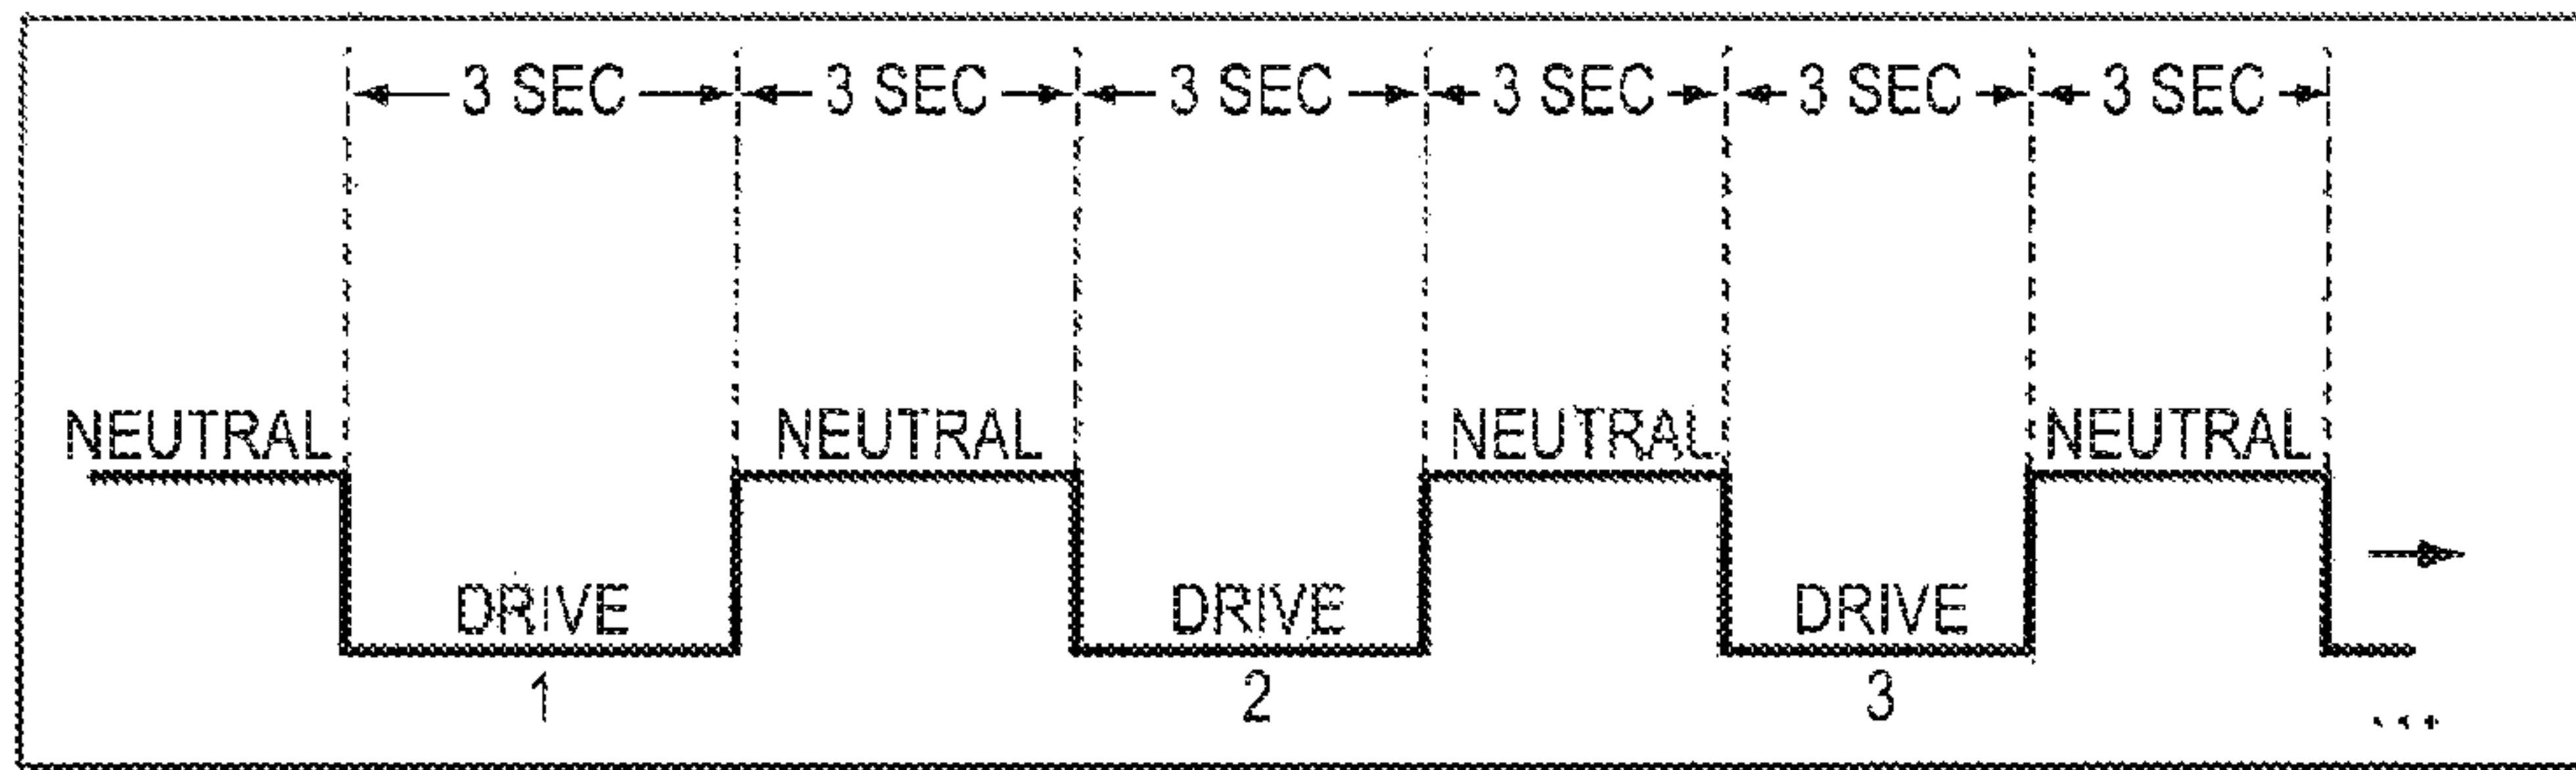 3 SEC 3 SEC 3 SEC 3 SEC 3 SEC 3 SEC
NEUTRAL NEUTRAL NEUTRAL NEUTRAL
DRIVE DRIVE DRIVE
1 2 3 ...